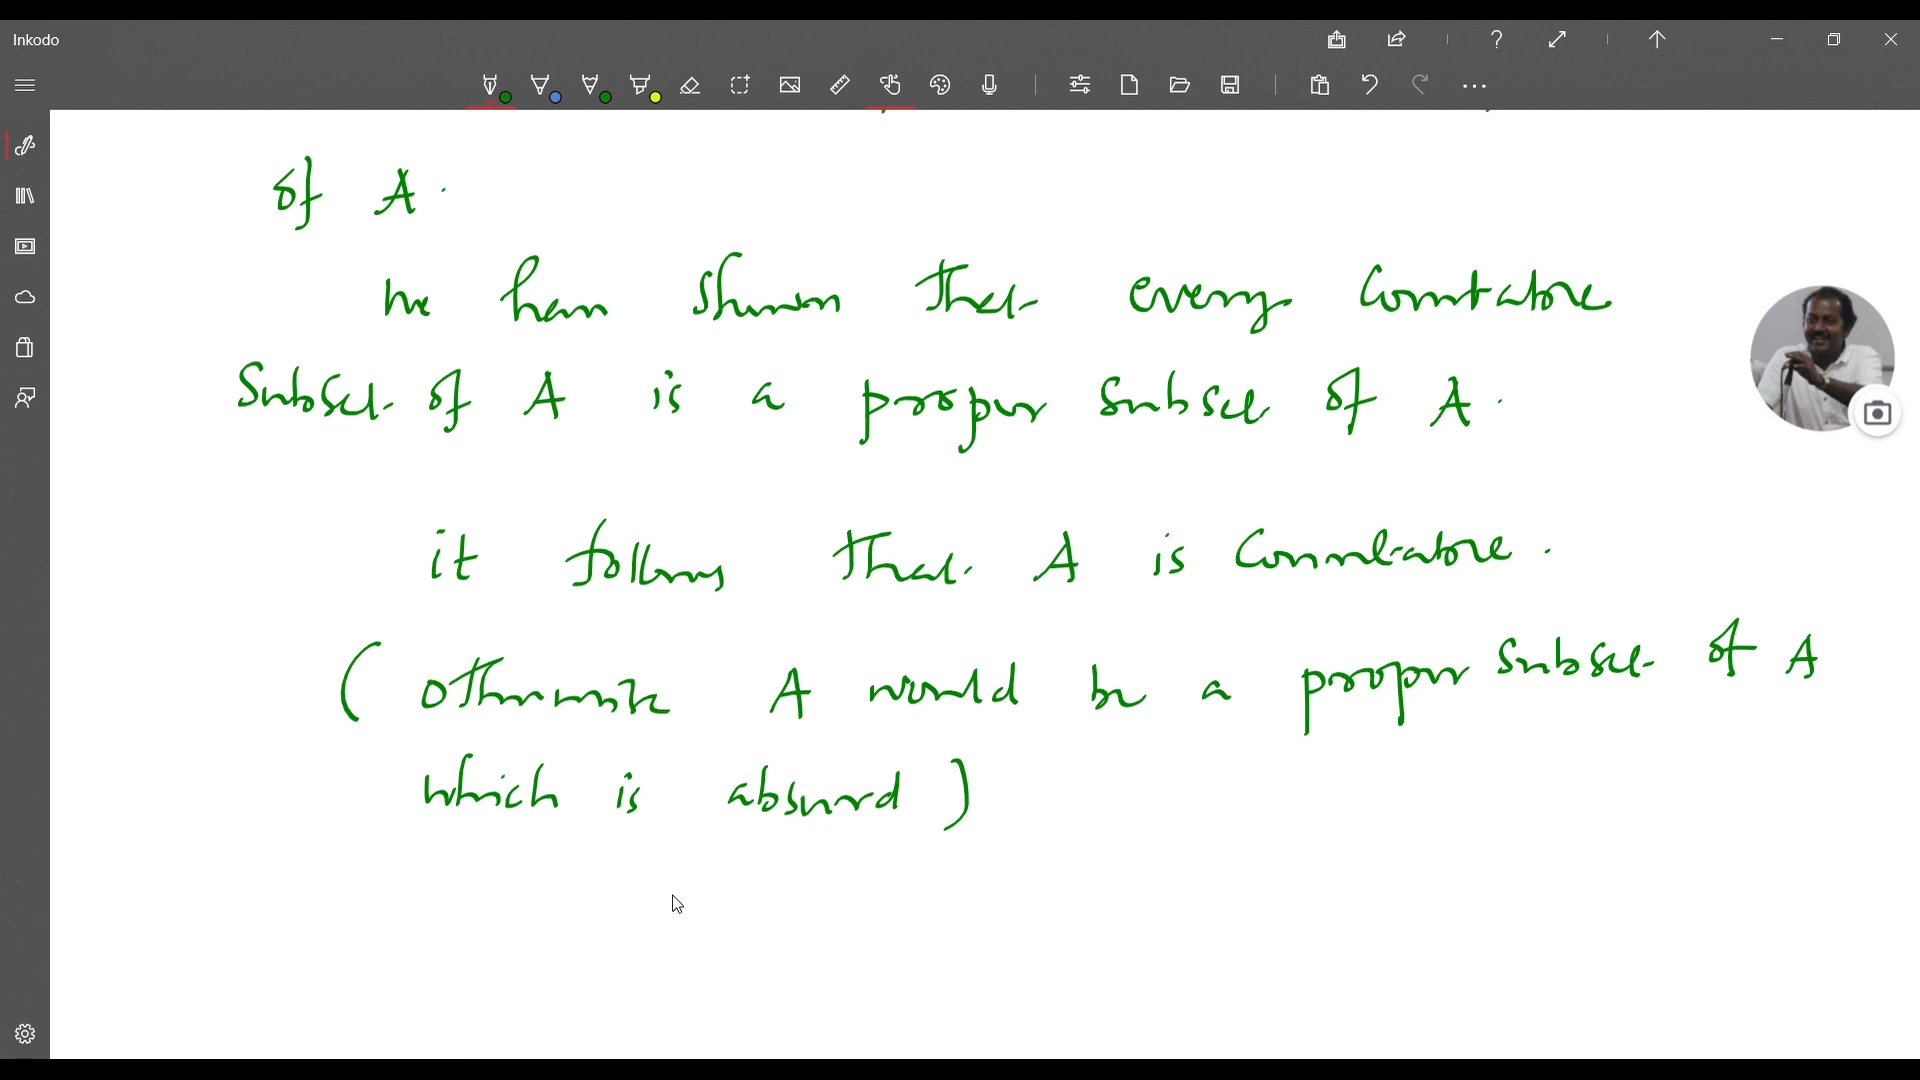 Inkodo
of A.
we have shown that every Countable
Subset of A is a proper subset of A.
it follows that A is Countable.
( otherwise A would be a proper subset of A
which is absurd )